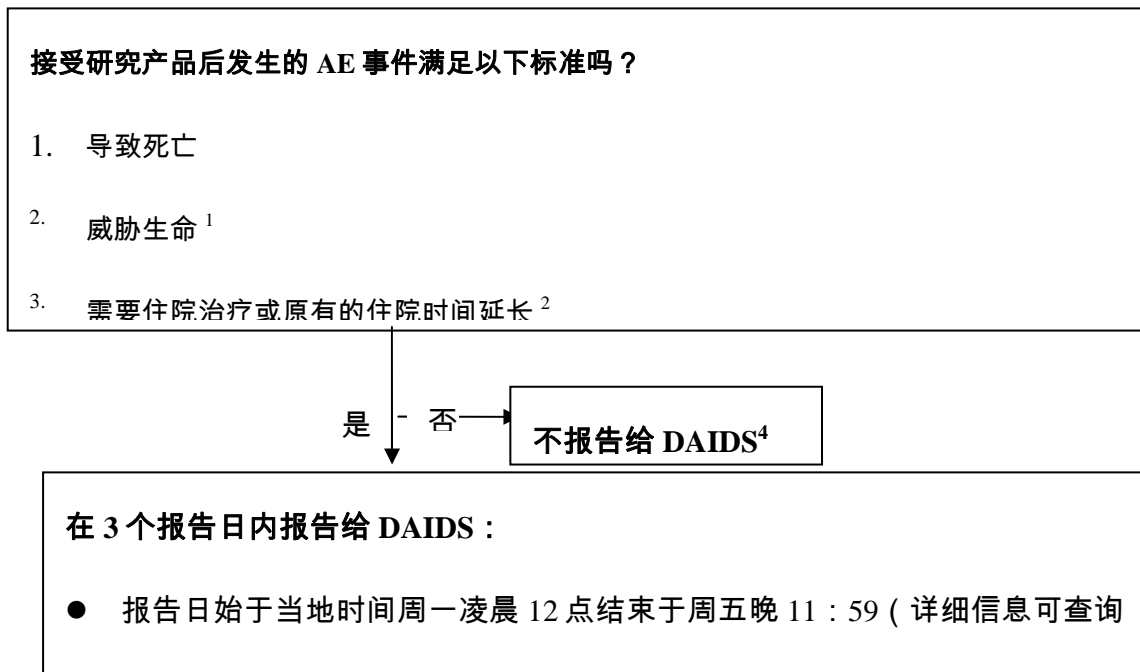 接受研究产品后发生的 AE 事件满足以下标准吗？
1. 导致死亡
2. 威胁生命 1
3. 需要住院治疗或原有的住院时间延长 2
是 - 否
不报告给 DAIDS4
在 3 个报告日内报告给 DAIDS：
● 报告日始于当地时间周一凌晨 12 点结束于周五晚 11：59（详细信息可查询